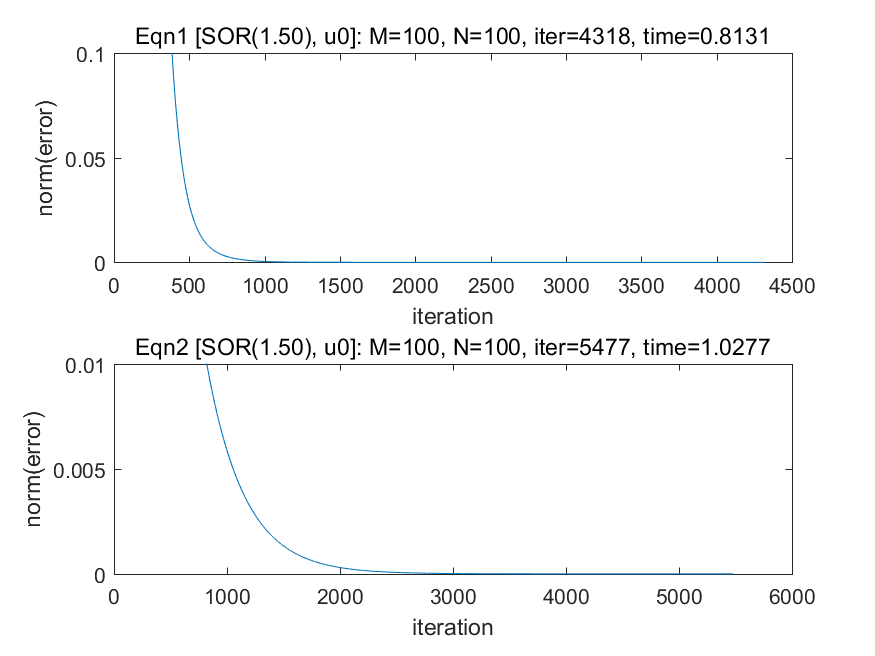 Eqn1 [SOR(1.50), u0]: M=100, N=100, iter=4318, time=0.8131
0.1
0.05
0
norm(error)
0 500 1000 1500 2000 2500 3000 3500 4000 4500
iteration
Eqn2 [SOR(1.50), u0]: M=100, N=100, iter=5477, time=1.0277
0.01
0.005
0
norm(error)
0 1000 2000 3000 4000 5000 6000
iteration